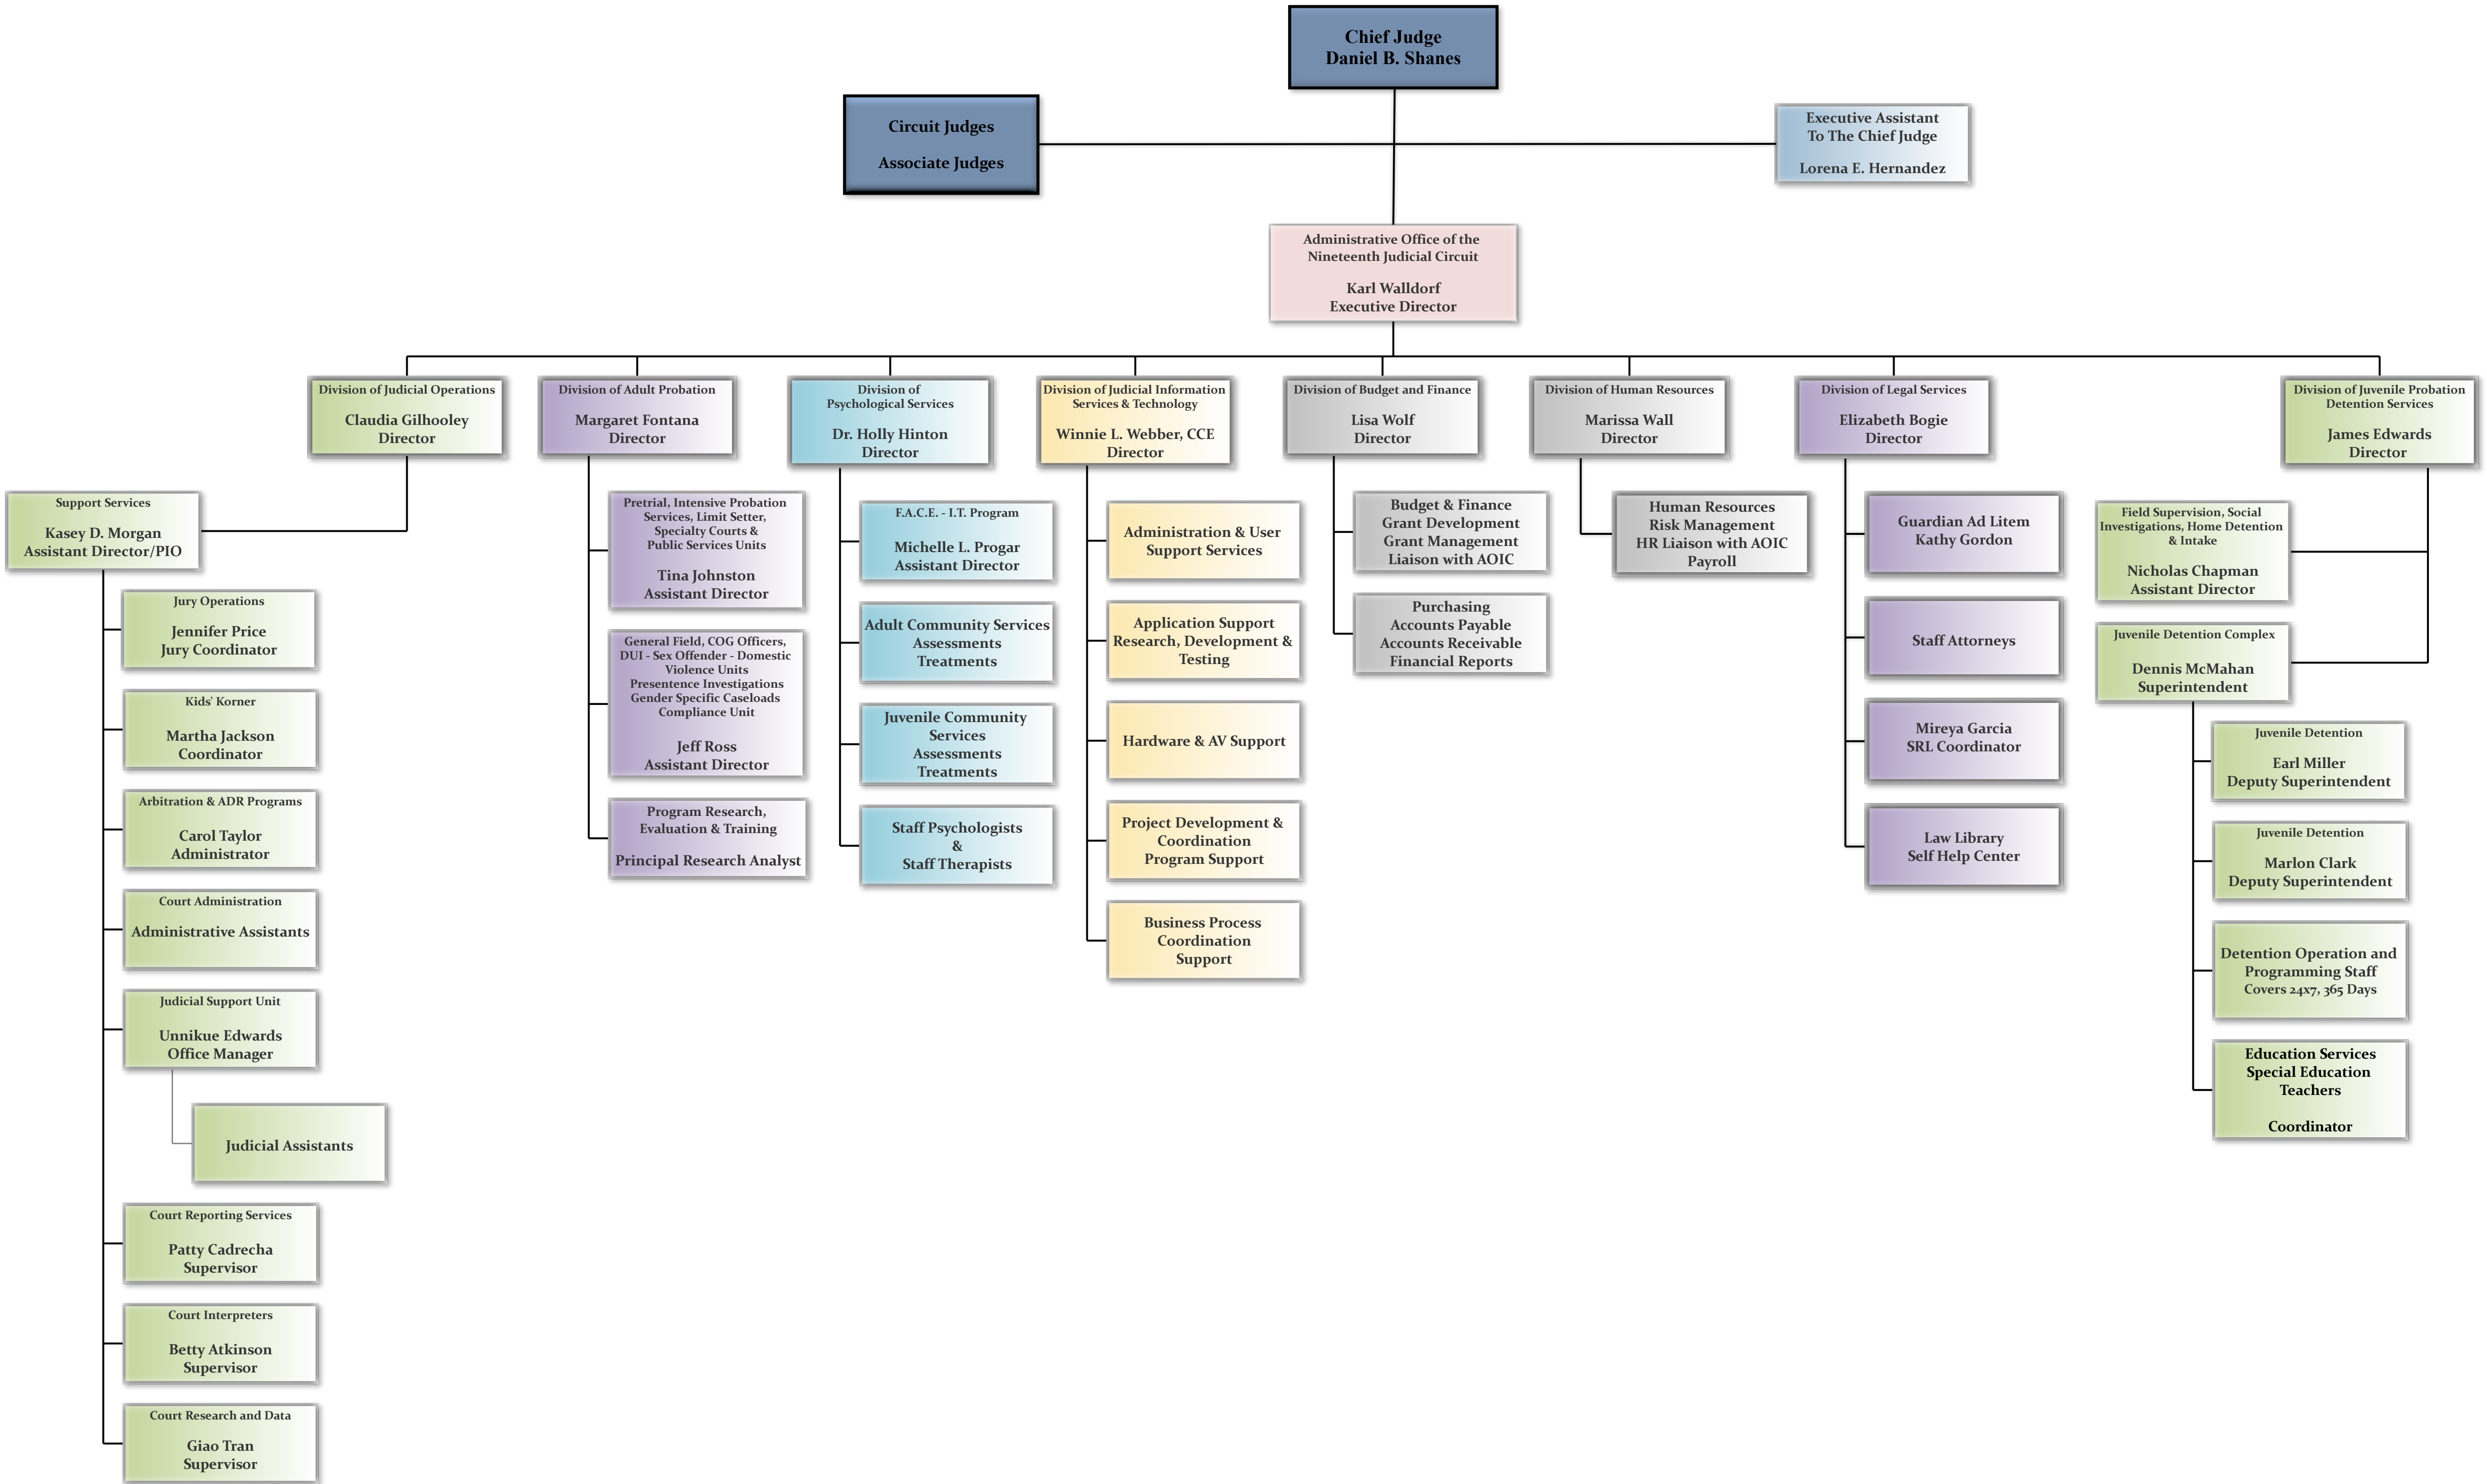 Chief Judge
Daniel B. Shanes
Circuit Judges
Associate Judges
Executive Assistant
To The Chief Judge
Lorena E. Hernandez
Administrative Office of the
Nineteenth Judicial Circuit
Karl Walldorf
Executive Director
Division of Judicial Operations
Claudia Gilhooley
Director
Division of Adult Probation
Margaret Fontana
Director
Division of
Psychological Services
Dr. Holly Hinton
Director
Division of Judicial Information
Services & Technology
Winnie L. Webber, CCE
Director
Division of Budget and Finance
Lisa Wolf
Director
Division of Human Resources
Marissa Wall
Director
Division of Legal Services
Elizabeth Bogie
Director
Division of Juvenile Probation
Detention Services
James Edwards
Director
Support Services
Kasey D. Morgan
Assistant Director/PIO
Jury Operations
Jennifer Price
Jury Coordinator
Kids' Korner
Martha Jackson
Coordinator
Arbitration & ADR Programs
Carol Taylor
Administrator
Court Administration
Administrative Assistants
Judicial Support Unit
Unnikue Edwards
Office Manager
Judicial Assistants
Court Reporting Services
Patty Cadrecha
Supervisor
Court Interpreters
Betty Atkinson
Supervisor
Court Research and Data
Giao Tran
Supervisor
Pretrial, Intensive Probation
Services, Limit Setter,
Specialty Courts &
Public Services Units
Tina Johnston
Assistant Director
General Field, COG Officers,
DUI - Sex Offender - Domestic
Violence Units
Presentence Investigations
Gender Specific Caseloads
Compliance Unit
Jeff Ross
Assistant Director
Program Research,
Evaluation & Training
Principal Research Analyst
F.A.C.E. - I.T. Program
Michelle L. Progar
Assistant Director
Adult Community Services
Assessments
Treatments
Juvenile Community
Services
Assessments
Treatments
Staff Psychologists
&
Staff Therapists
Administration & User
Support Services
Application Support
Research, Development &
Testing
Hardware & AV Support
Project Development &
Coordination
Program Support
Business Process
Coordination
Support
Budget & Finance
Grant Development
Grant Management
Liaison with AOIC
Purchasing
Accounts Payable
Accounts Receivable
Financial Reports
Human Resources
Risk Management
HR Liaison with AOIC
Payroll
Guardian Ad Litem
Kathy Gordon
Staff Attorneys
Mireya Garcia
SRL Coordinator
Law Library
Self Help Center
Field Supervision, Social
Investigations, Home Detention
& Intake
Nicholas Chapman
Assistant Director
Juvenile Detention Complex
Dennis McMahan
Superintendent
Juvenile Detention
Earl Miller
Deputy Superintendent
Juvenile Detention
Marlon Clark
Deputy Superintendent
Detention Operation and
Programming Staff
Covers 24x7, 365 Days
Education Services
Special Education
Teachers
Coordinator